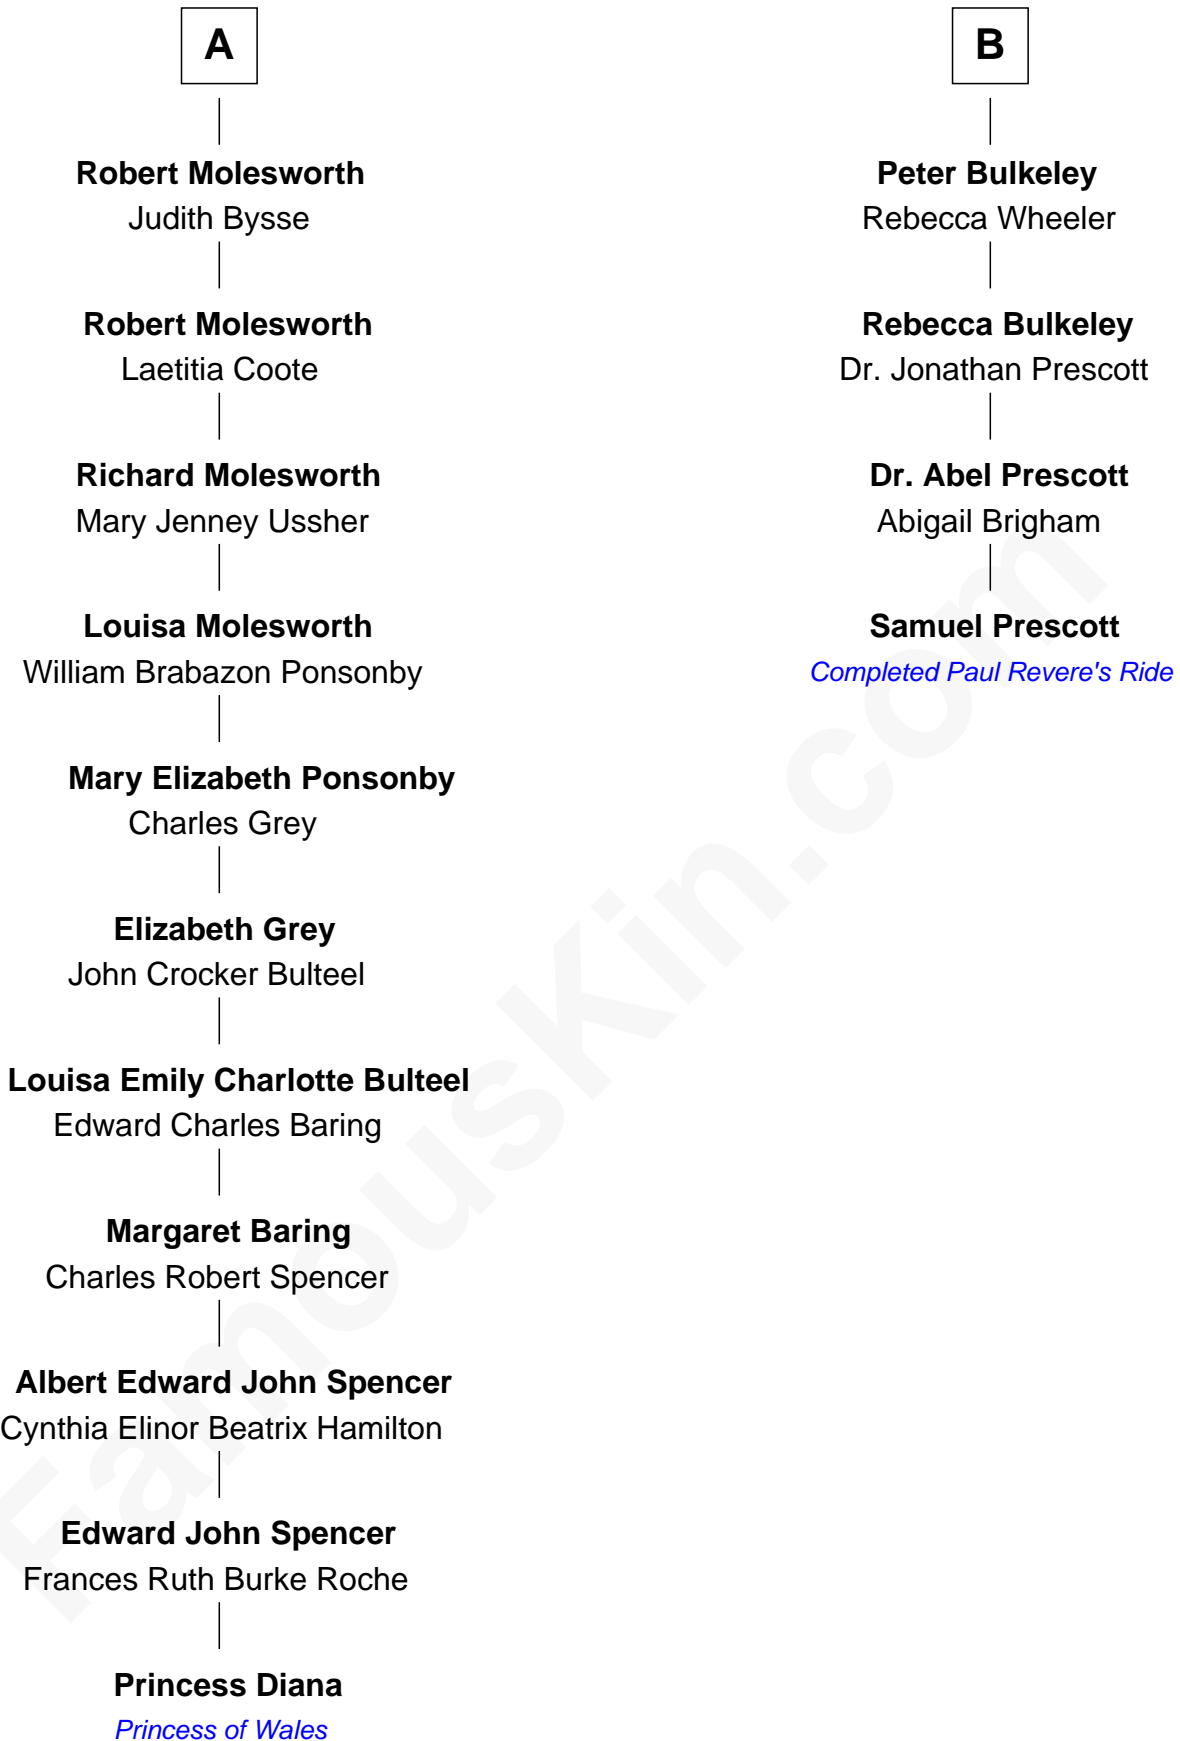 A
Robert Molesworth
Judith Bysse
Robert Molesworth
Laetitia Coote
Richard Molesworth
Mary Jenney Ussher
Louisa Molesworth
William Brabazon Ponsonby
Mary Elizabeth Ponsonby
Charles Grey
Elizabeth Grey
John Crocker Bulteel
Louisa Emily Charlotte Bulteel
Edward Charles Baring
Margaret Baring
Charles Robert Spencer
Albert Edward John Spencer
Cynthia Elinor Beatrix Hamilton
Edward John Spencer
Frances Ruth Burke Roche
Princess Diana
Princess of Wales
B
Peter Bulkeley
Rebecca Wheeler
Rebecca Bulkeley
Dr. Jonathan Prescott
Dr. Abel Prescott
Abigail Brigham
Samuel Prescott
Completed Paul Revere's Ride
FamousKin.com